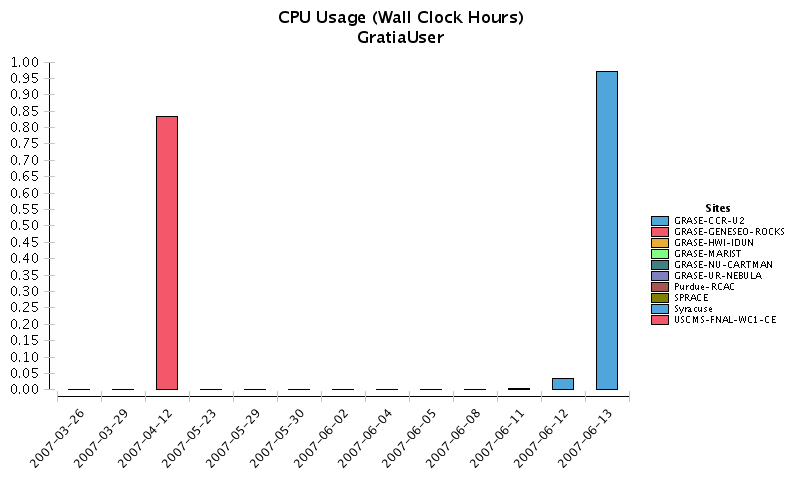 CPU Usage (Wall Clock Hours)
GratiaUser
1.00
0.95
0.90
0.85
0.80
0.75
0.70
0.65
0.60
0.55
0.50
0.45
0.40
0.35
0.30
0.25
0.20
0.15
0.10
0.05
0.00
2007-03-26
2007-03-29
2007-04-12
2007-05-23
2007-05-29
2007-05-30
2007-06-02
2007-06-04
2007-06-05
2007-06-08
2007-06-11
2007-06-12
2007-06-13
Sites
GRASE-CCR-U2
GRASE-GENESEO-ROCKS
GRASE-HWI-IDUN
GRASE-MARIST
GRASE-NU-CARTMAN
GRASE-UR-NEBULA
Purdue-RCAC
SPRACE
Syracuse
USCMS-FNAL-WC1-CE